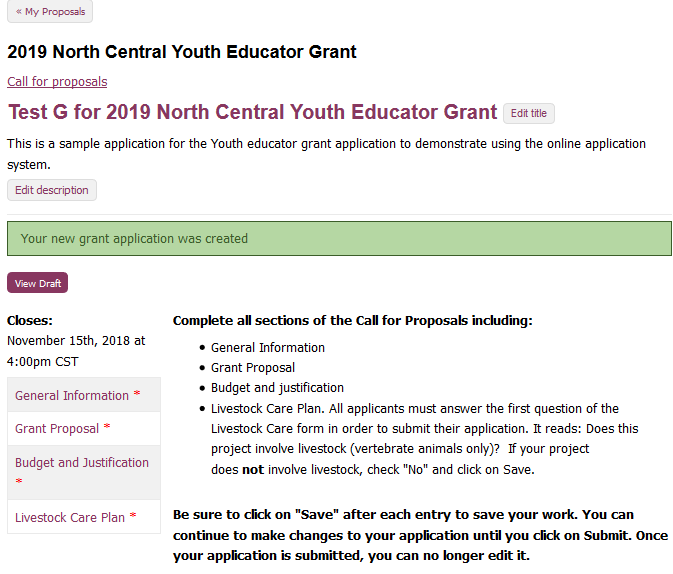 « My Proposals
2019 North Central Youth Educator Grant
Call for proposals
Test G for 2019 North Central Youth Educator Grant Edit title
This is a sample application for the Youth educator grant application to demonstrate using the online application
system.
Edit description
Your new grant application was created
View Draft
Closes:
November 15th, 2018 at
4:00pm CST
General Information *
Grant Proposal *
Budget and Justification
*
Livestock Care Plan *
Complete all sections of the Call for Proposals including:
• General Information
• Grant Proposal
• Budget and justification
• Livestock Care Plan. All applicants must answer the first question of the
Livestock Care form in order to submit their application. It reads: Does this
project involve livestock (vertebrate animals only)?  If your project
does not involve livestock, check "No" and click on Save.
Be sure to click on "Save" after each entry to save your work. You can
continue to make changes to your application until you click on Submit. Once
your application is submitted, you can no longer edit it.